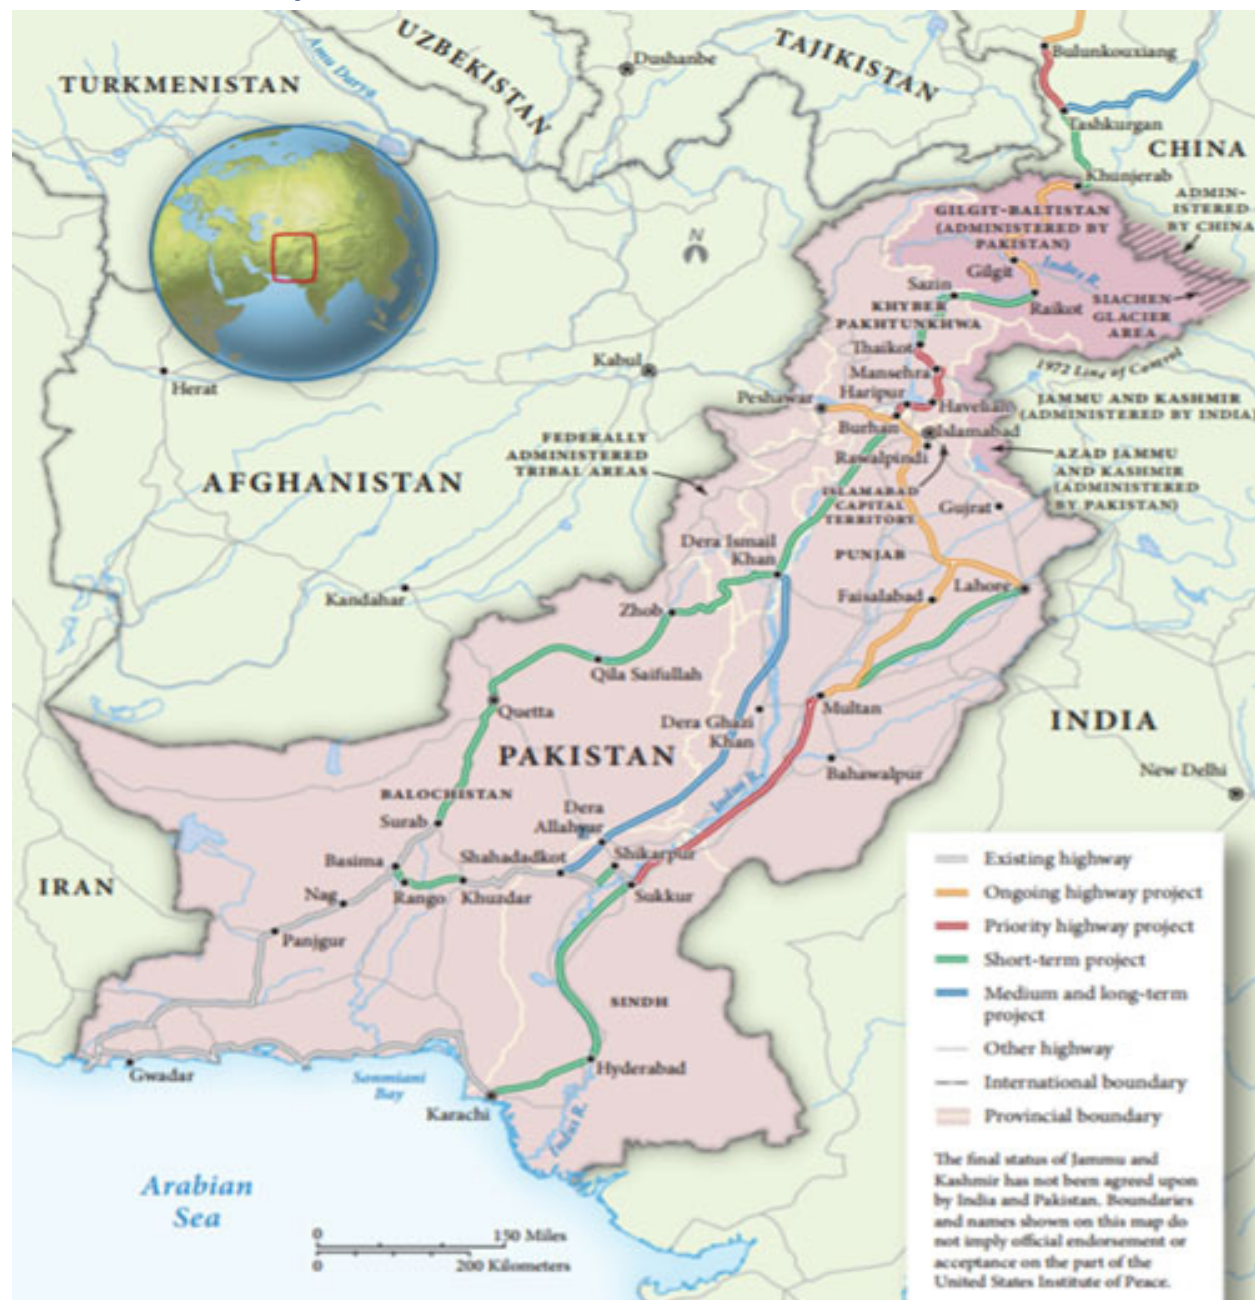 UZBEKISTAN
TAJIKISTAN
Dushanbe
Bulunkouxiang
TURKMENISTAN
Amu Darya
Tashkurgan
CHINA
Khunjerab
ADMIN-
ISTERED
BY CHINA
GILGIT-BALTISTAN
(ADMINISTERED BY
PAKISTAN)
N
Gilgit
Indus R.
Sazin
Raikot
SIACHEN
GLACIER
AREA
KHYBER
PAKHTUNKHWA
Thaikot
1972 Line of Control
Kabul
Mansehra
Herat
Peshawar
Haripur
Havelian
JAMMU AND KASHMIR
(ADMINISTERED BY INDIA)
Burhan
Islamabad
FEDERALLY
ADMINISTERED
TRIBAL AREAS
Rawalpindi
AZAD JAMMU
AND KASHMIR
(ADMINISTERED
BY PAKISTAN)
AFGHANISTAN
ISLAMABAD
CAPITAL
TERRITORY
Gujrat
Dera Ismail
Khan
PUNJAB
Kandahar
Zhob
Faisalabad
Lahore
Qila Saifullah
Quetta
Multan
Dera Ghazi
Khan
INDIA
PAKISTAN
Bahawalpur
New Delhi
Indus R.
BALOCHISTAN
Surab
Dera
Allahyar
Basima
Shahadadkot
Shikarpur
IRAN
Nag
Rango
Khuzdar
Sukkur
Panjgur
SINDH
Gwadar
Sonmiani
Bay
Hyderabad
Karachi
Indus R.
Arabian
Sea
0
150 Miles
0
200 Kilometers
Existing highway
Ongoing highway project
Priority highway project
Short-term project
Medium and long-term
project
Other highway
International boundary
Provincial boundary
The final status of Jammu and
Kashmir has not been agreed upon
by India and Pakistan. Boundaries
and names shown on this map do
not imply official endorsement or
acceptance on the part of the
United States Institute of Peace.